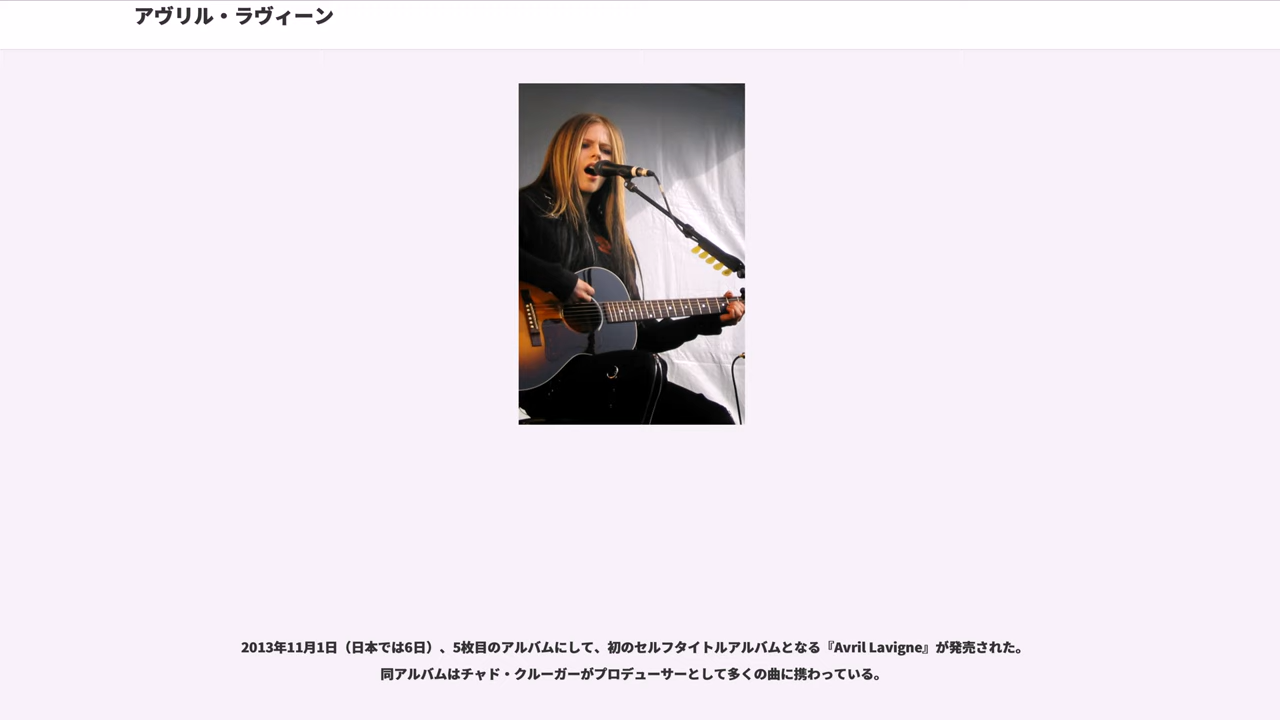 アヴリル・ラヴィーン
2013年11月1日（日本では6日）、5枚目のアルバムにして、初のセルフタイトルアルバムとなる『Avril Lavigne』が発売された。
同アルバムはチャド・クルーガーがプロデューサーとして多くの曲に携わっている。